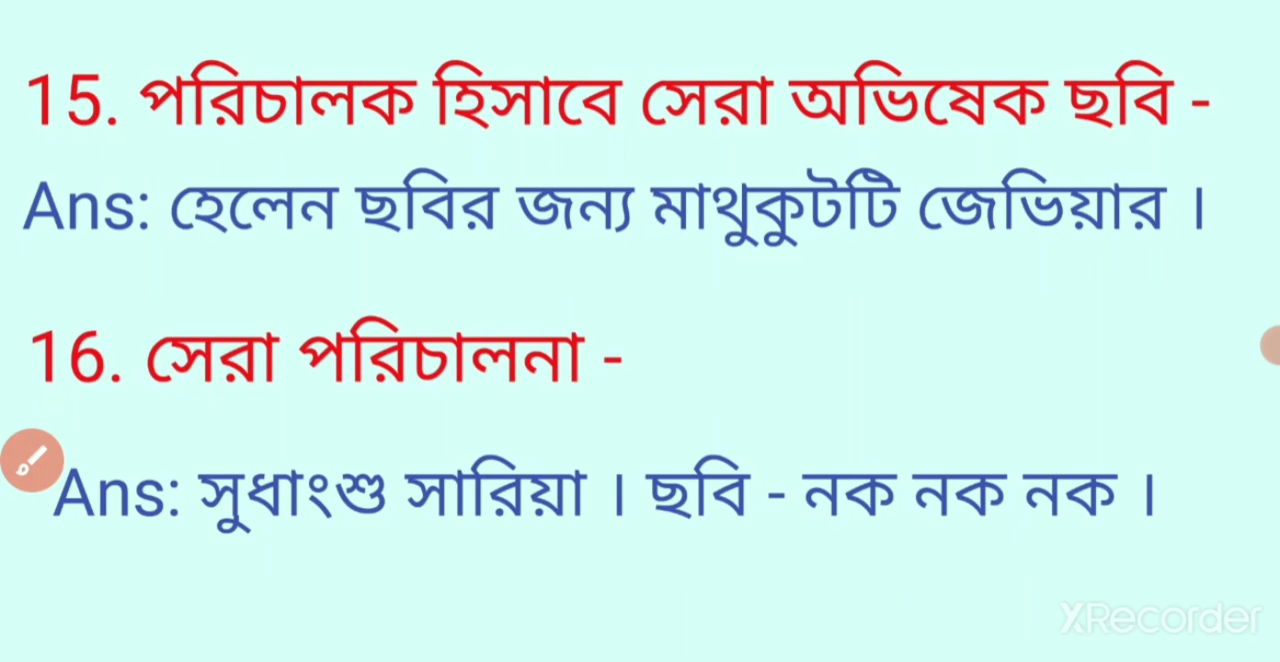 15. পরিচালক হিসাবে সেরা অভিষেক ছবি -
Ans: হেলেন ছবির জন্য মাথুকুটটি জেভিয়ার ।
16. সেরা পরিচালনা -
Ans: সুধাংশু সারিয়া । ছবি - নক নক নক ।
XRecorder